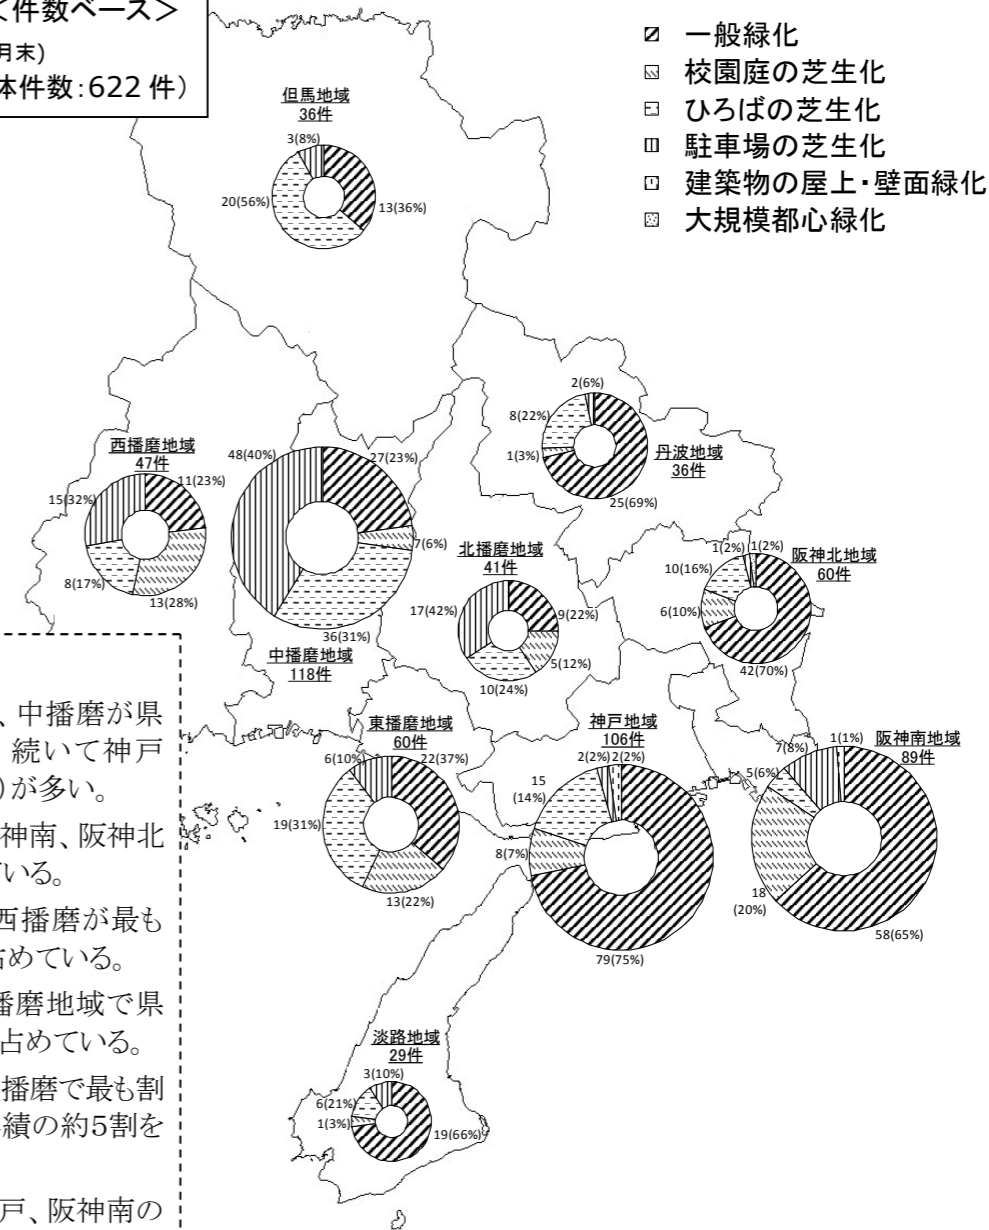 ＜件数ベース＞
月末)
体件数:622 件）
一般緑化
校園庭の芝生化
ひろばの芝生化
駐車場の芝生化
建築物の屋上・壁面緑化
大規模都心緑化
但馬地域
36件
3(8%)
20(56%)
13(36%)
2(6%)
8(22%)
1(3%)
丹波地域
36件
25(69%)
西播磨地域
47件
11(23%)
15(32%)
8(17%)
13(28%)
48(40%)
27(23%)
7(6%)
36(31%)
中播磨地域
118件
北播磨地域
41件
17(42%)
9(22%)
5(12%)
10(24%)
1(2%)
1(2%)
阪神北地域
60件
10(16%)
6(10%)
42(70%)
東播磨地域
60件
6(10%)
22(37%)
19(31%)
13(22%)
神戸地域
106件
2(2%)
2(2%)
15
(14%)
8(7%)
79(75%)
7(8%)
1(1%)
阪神南地域
89件
5(6%)
18
(20%)
58(65%)
淡路地域
29件
3(10%)
6(21%)
1(3%)
19(66%)
、中播磨が県
続いて神戸
)が多い。
神南、阪神北
いる。
西播磨が最も
占めている。
播磨地域で県
占めている。
播磨で最も割
績の約5割を
戸、阪神南の